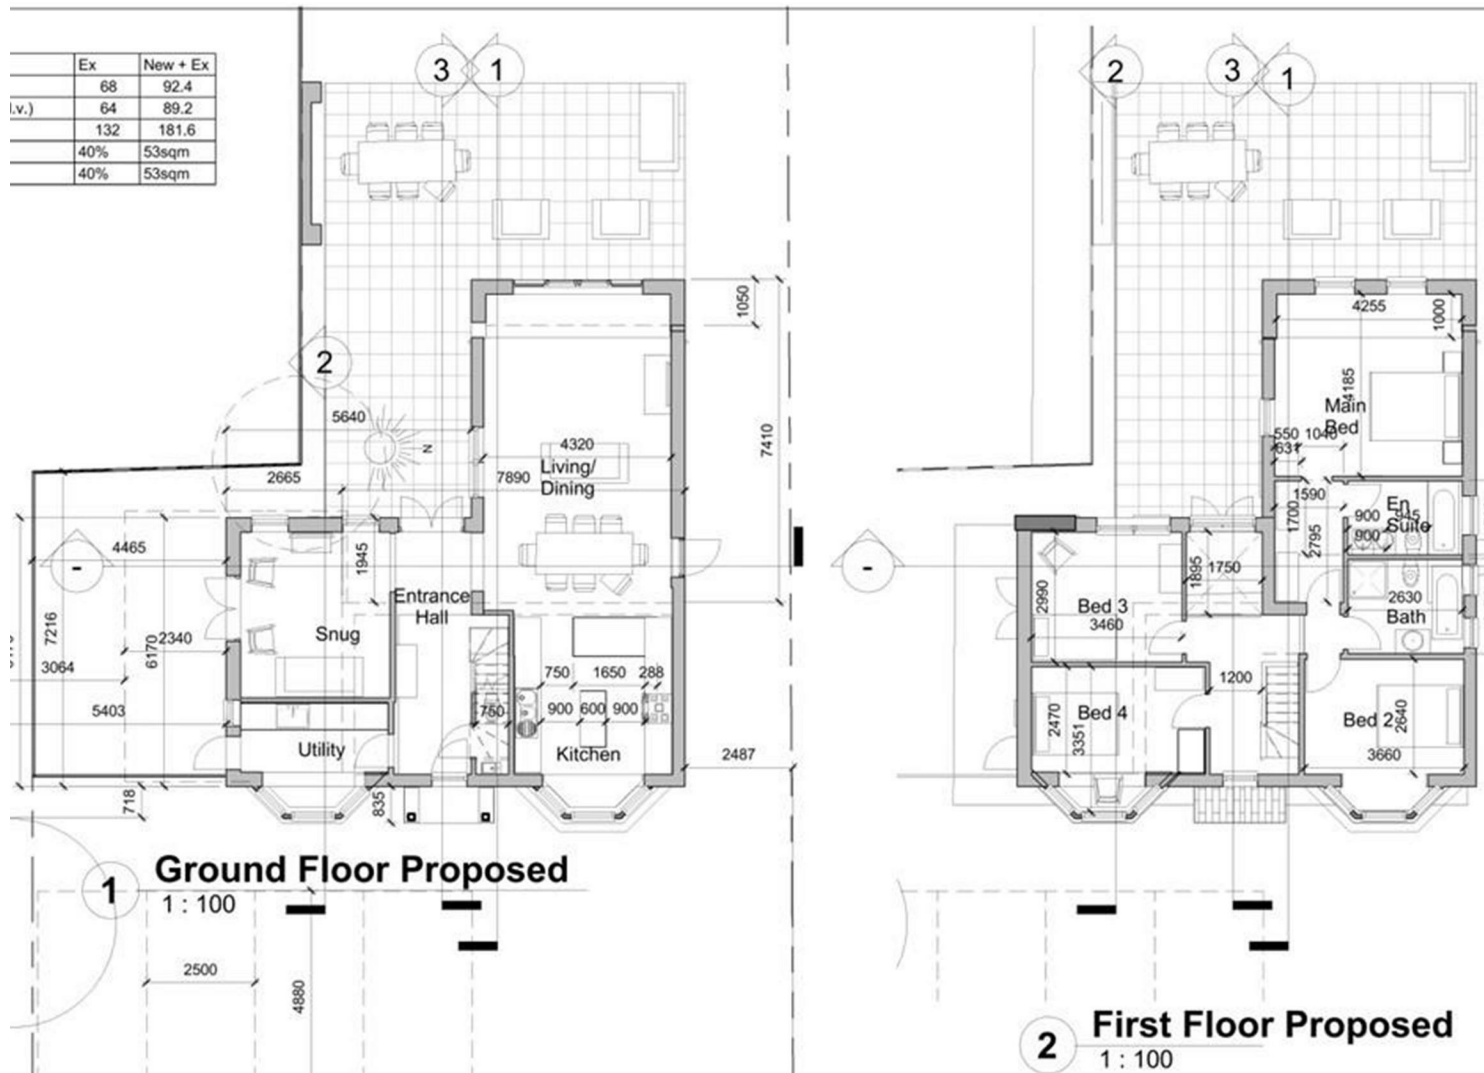 Ex New + Ex
68 92.4
l.v.) 64 89.2
132 181.6
40% 53sqm
40% 53sqm
3 1
2
5640
N
4320
Living/
Dining
7890
2665
1050
7410
4465
-
1945
Entrance
Hall
Snug
7216
6170
2340
3064
5403
750 1650 288
750
900 600 900
Utility
Kitchen
2487
718
835
1
Ground Floor Proposed
1 : 100
2500
4880
2 3 1
4255
1000
4185
Main
Bed
550 1040
631
1590
1700
En
Suite
900 945
900
2795
-
1895
1750
2990
Bed 3
3460
2630
Bath
1200
Bed 4
2470
3351
Bed 2
2640
3660
2
First Floor Proposed
1 : 100